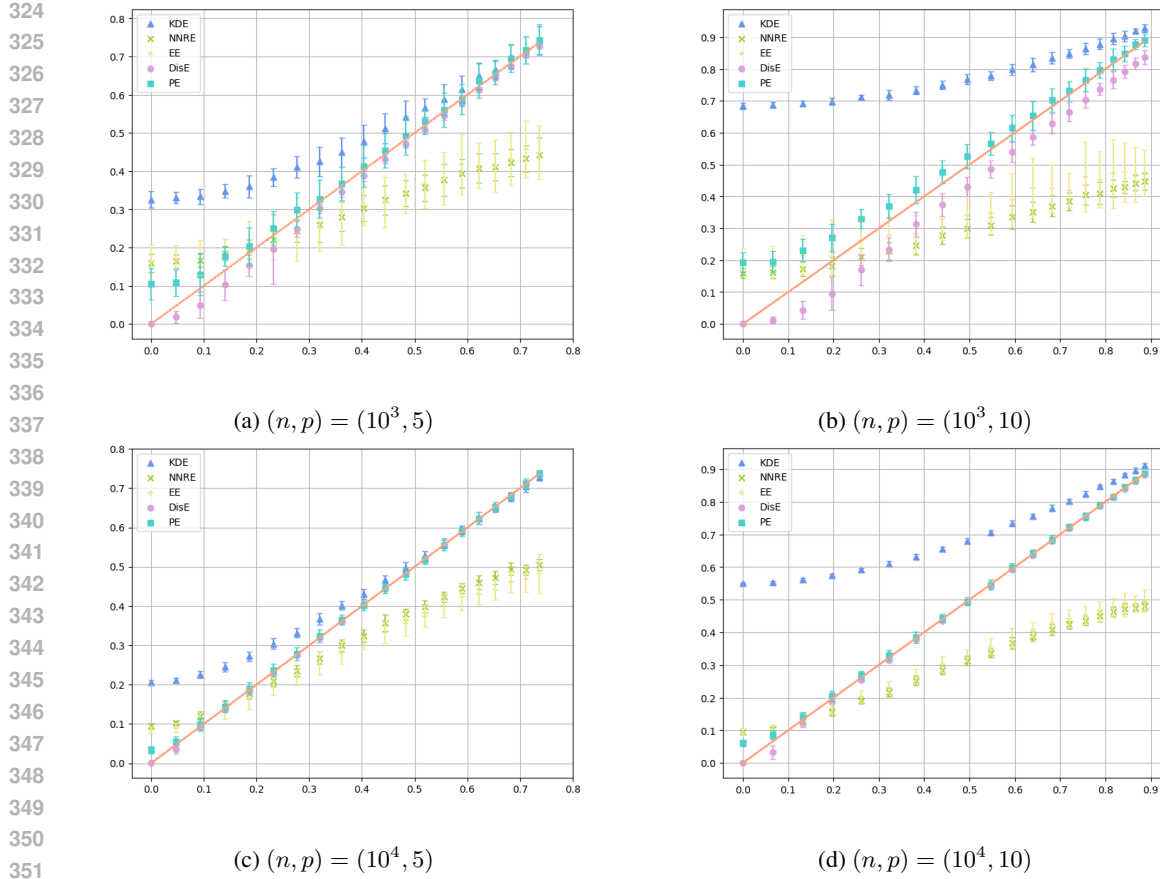 324
325
326
327
328
329
330
331
332
333
334
335
336
337
338
339
340
341
342
343
344
345
346
347
348
349
350
351
0.8
0.7
0.6
0.5
0.4
0.3
0.2
0.1
0.0
KDE
NNRE
EE
DisE
PE
0.0 0.1 0.2 0.3 0.4 0.5 0.6 0.7 0.8
(a) (n, p) = (10³, 5)
0.9
0.8
0.7
0.6
0.5
0.4
0.3
0.2
0.1
0.0
KDE
NNRE
EE
DisE
PE
0.0 0.1 0.2 0.3 0.4 0.5 0.6 0.7 0.8 0.9
(b) (n, p) = (10³, 10)
0.8
0.7
0.6
0.5
0.4
0.3
0.2
0.1
0.0
KDE
NNRE
EE
DisE
PE
0.0 0.1 0.2 0.3 0.4 0.5 0.6 0.7 0.8
(c) (n, p) = (10⁴, 5)
0.9
0.8
0.7
0.6
0.5
0.4
0.3
0.2
0.1
0.0
KDE
NNRE
EE
DisE
PE
0.0 0.1 0.2 0.3 0.4 0.5 0.6 0.7 0.8 0.9
(d) (n, p) = (10⁴, 10)